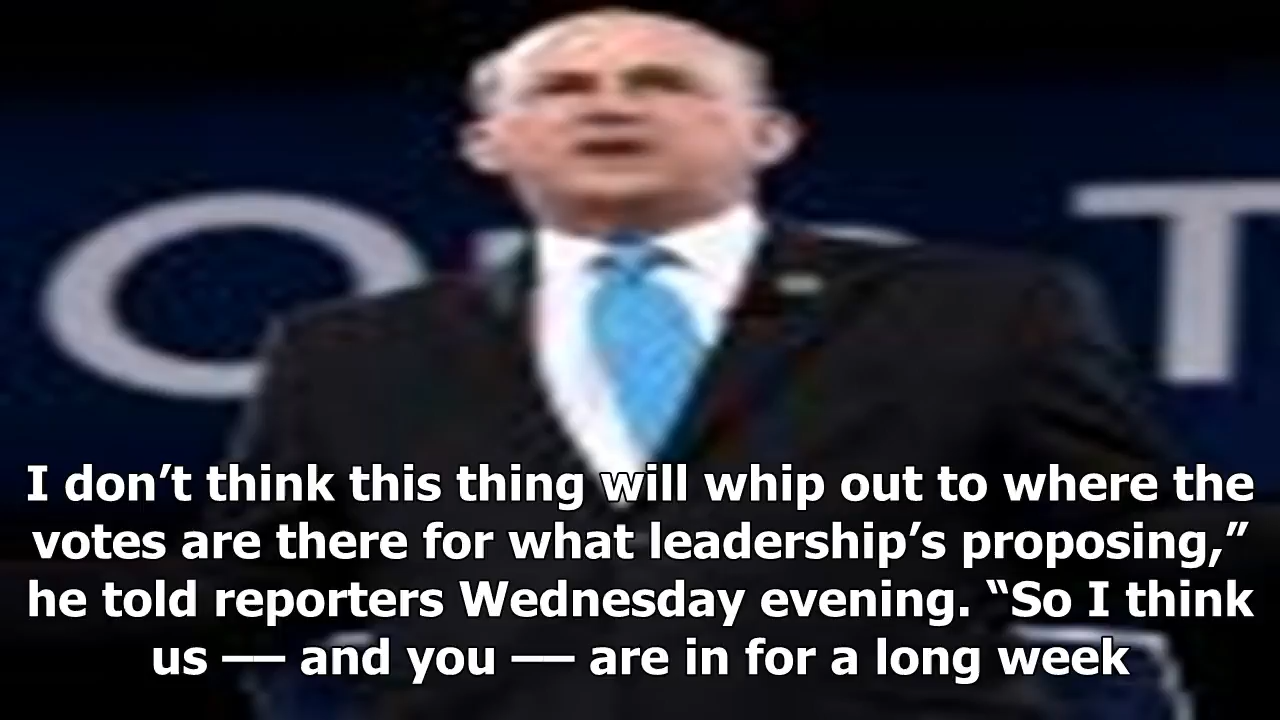 O T
I don’t think this thing will whip out to where the
votes are there for what leadership’s proposing,”
he told reporters Wednesday evening. “So I think
us —– and you —– are in for a long week